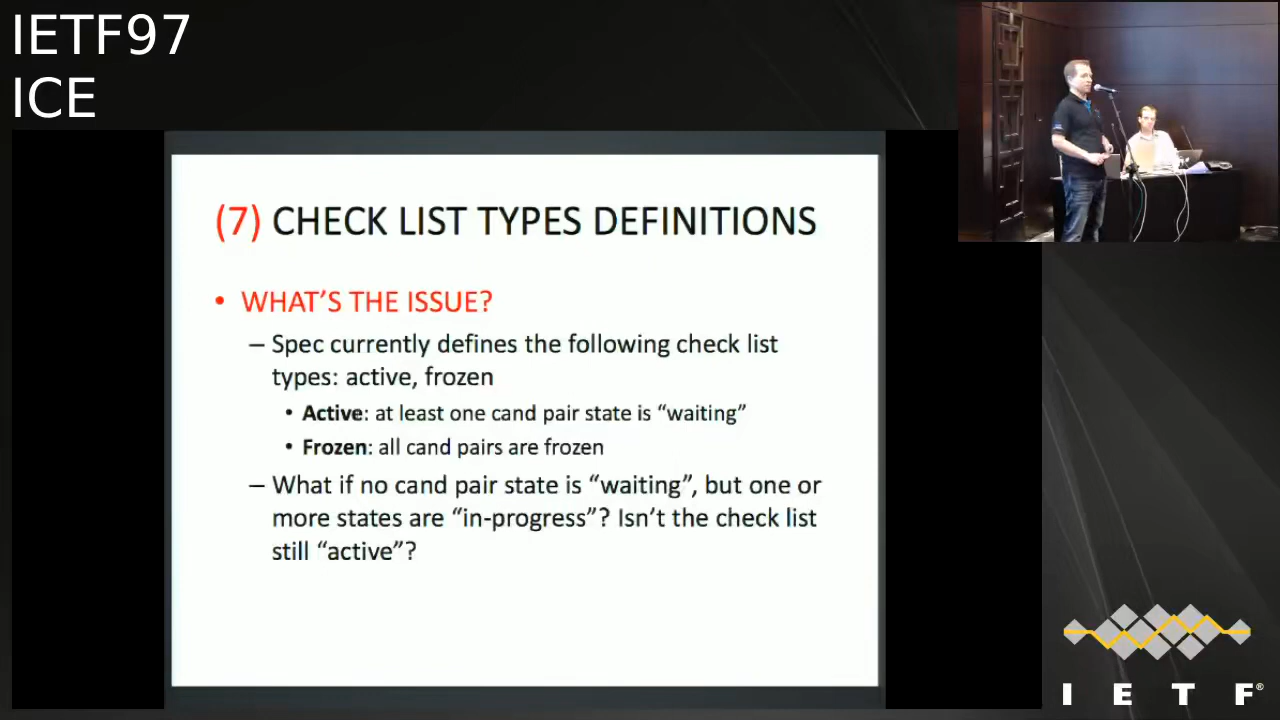 IETF97
ICE
(7) CHECK LIST TYPES DEFINITIONS
• WHAT'S THE ISSUE?
– Spec currently defines the following check list
types: active, frozen
• Active: at least one cand pair state is “waiting”
• Frozen: all cand pairs are frozen
– What if no cand pair state is “waiting”, but one or
more states are “in-progress”? Isn't the check list
still “active”?
I E T F®